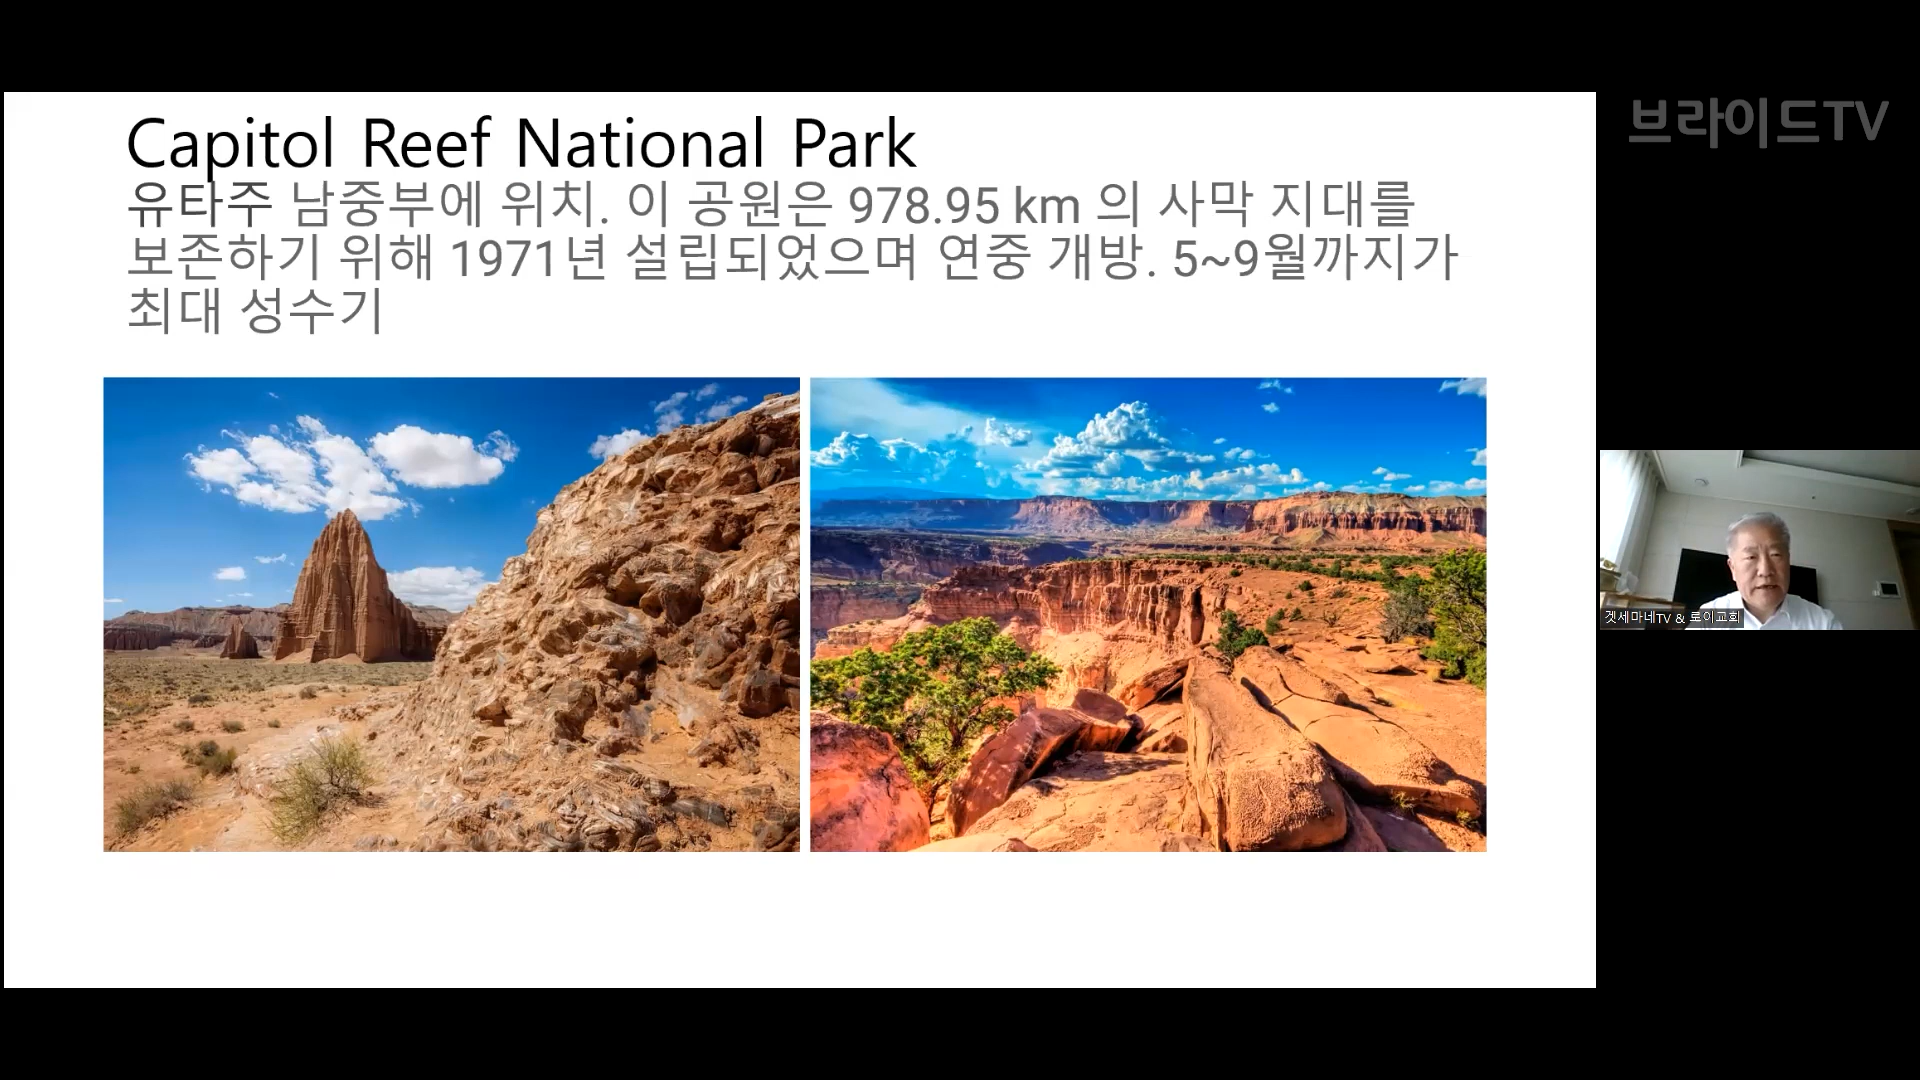 Capitol Reef National Park
유타주 남중부에 위치. 이 공원은 978.95 km 의 사막 지대를
보존하기 위해 1971년 설립되었으며 연중 개방. 5~9월까지가
최대 성수기
브라이드TV
겟세마네TV & 로이교회